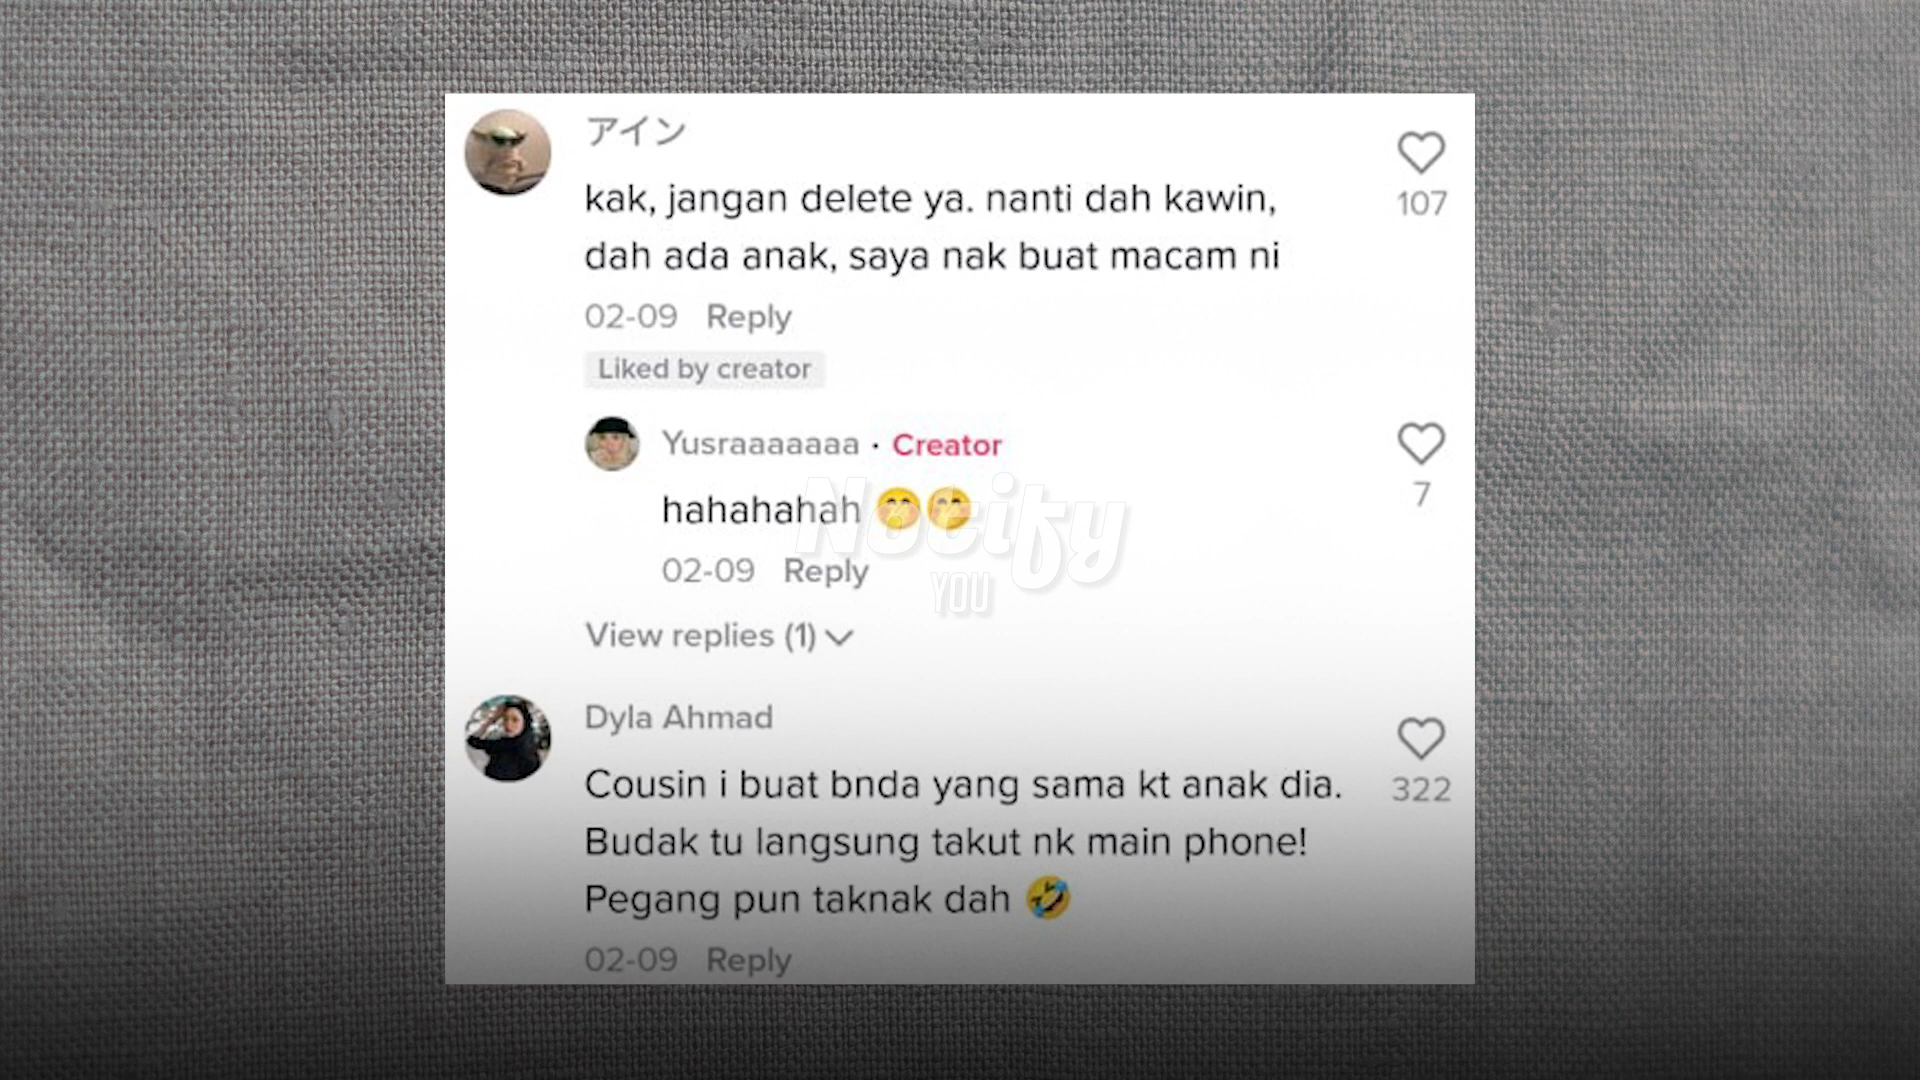 アイン
kak, jangan delete ya. nanti dah kawin,
dah ada anak, saya nak buat macam ni
107
02-09 Reply
Liked by creator
Yusraaaaaaa · Creator
hahahahah 🤭🤭
7
02-09 Reply
Notify
YOU
View replies (1)
Dyla Ahmad
Cousin i buat bnda yang sama kt anak dia.
Budak tu langsung takut nk main phone!
Pegang pun taknak dah 🤣
322
02-09 Reply